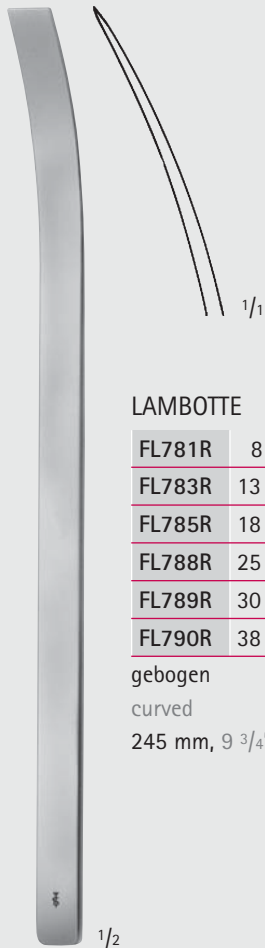 1/1
LAMBOTTE
FL781R 8
FL783R 13
FL785R 18
FL788R 25
FL789R 30
FL790R 38
gebogen
curved
245 mm, 9 3/4"
1/2